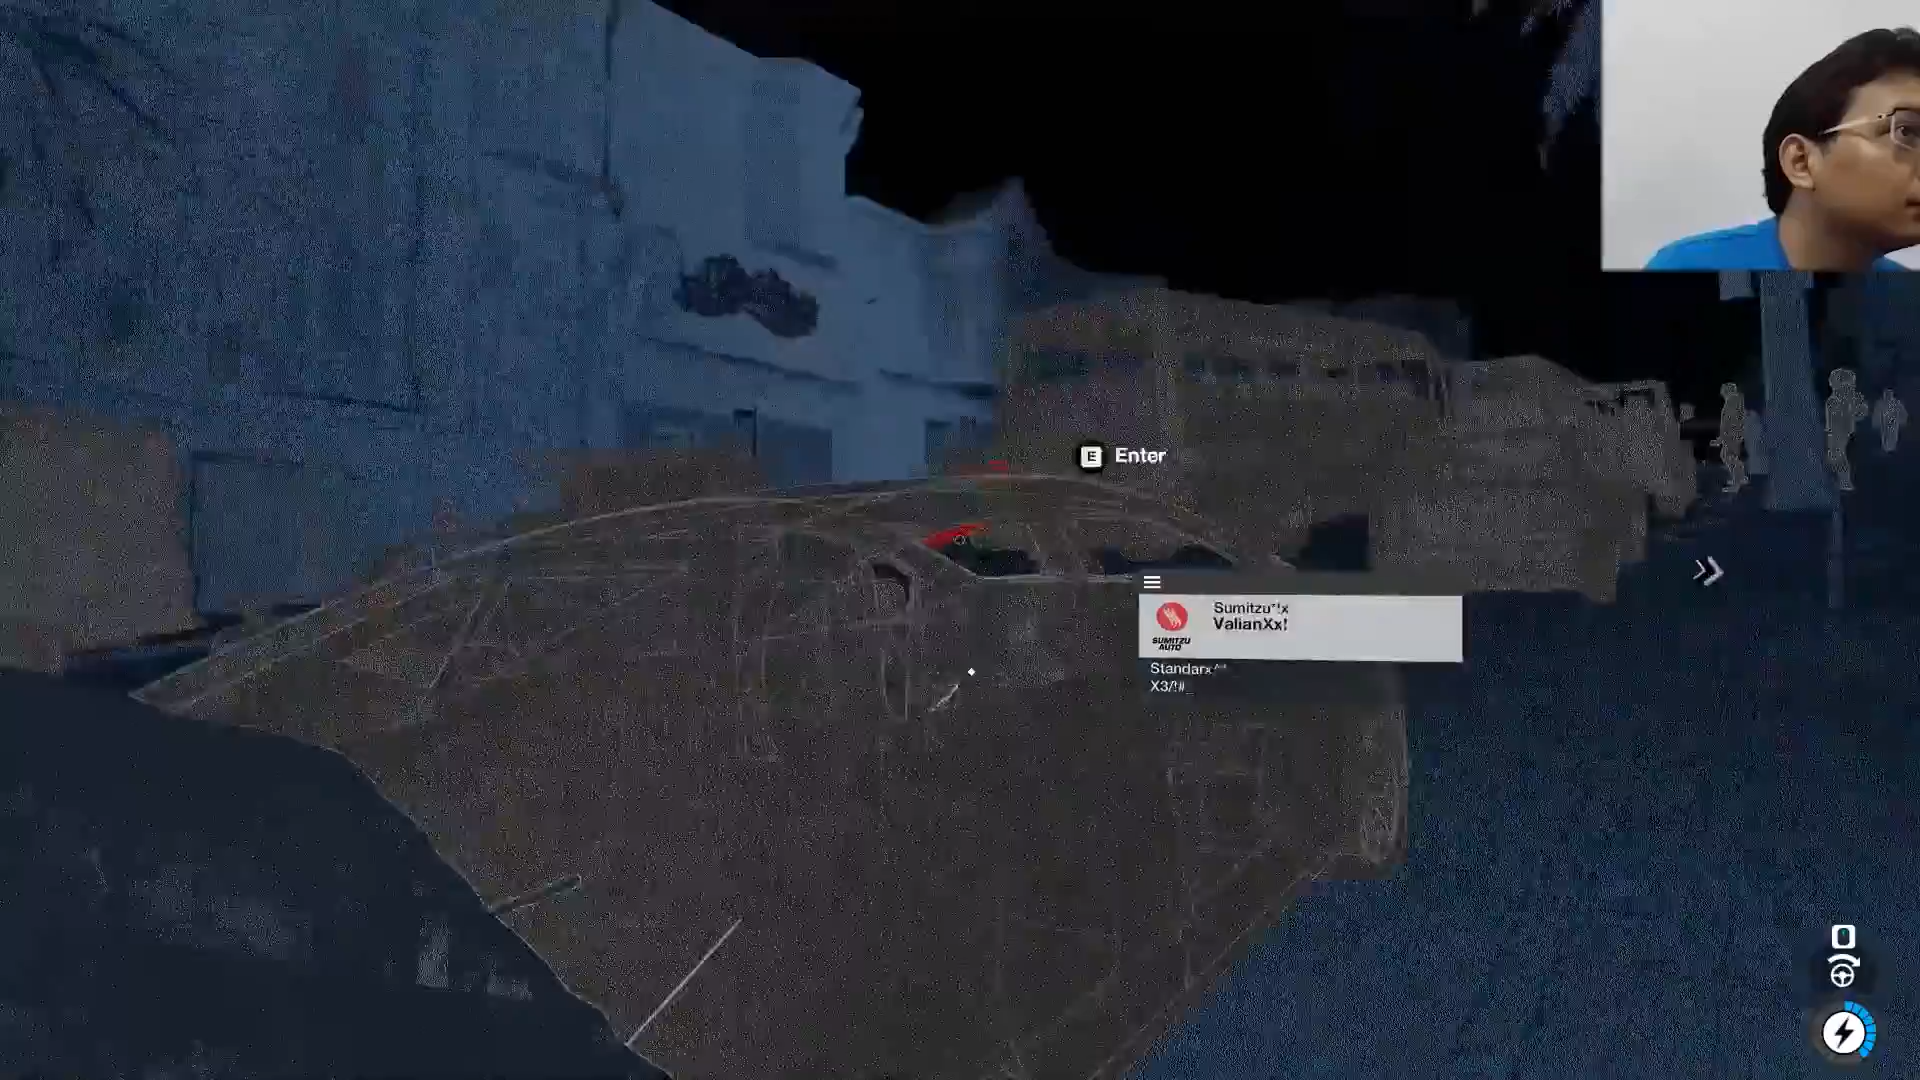 E Enter
Sumitzu*!x
ValianXx!
SUMITZU
AUTO
Standarx^*
X3/!#_